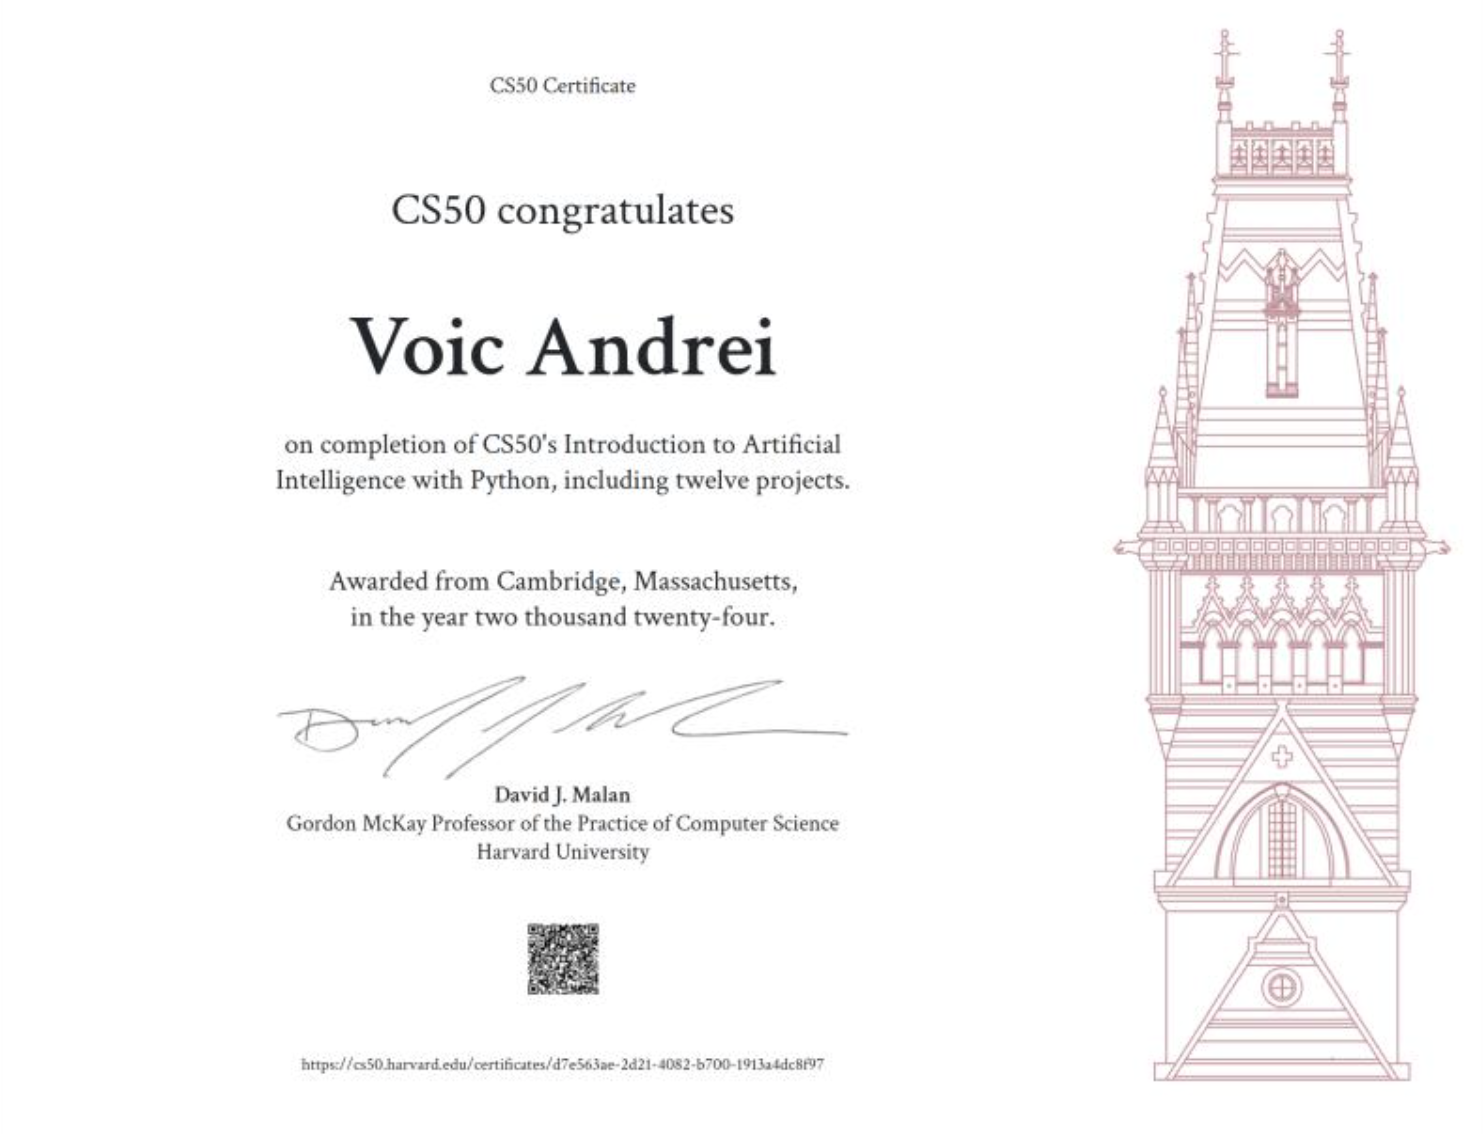 CS50 Certificate
CS50 congratulates
Voic Andrei
on completion of CS50's Introduction to Artificial
Intelligence with Python, including twelve projects.
Awarded from Cambridge, Massachusetts,
in the year two thousand twenty-four.
David J. Malan
Gordon McKay Professor of the Practice of Computer Science
Harvard University
https://cs50.harvard.edu/certificates/d7e563ae-2d21-4082-b700-1913a4dc8f97